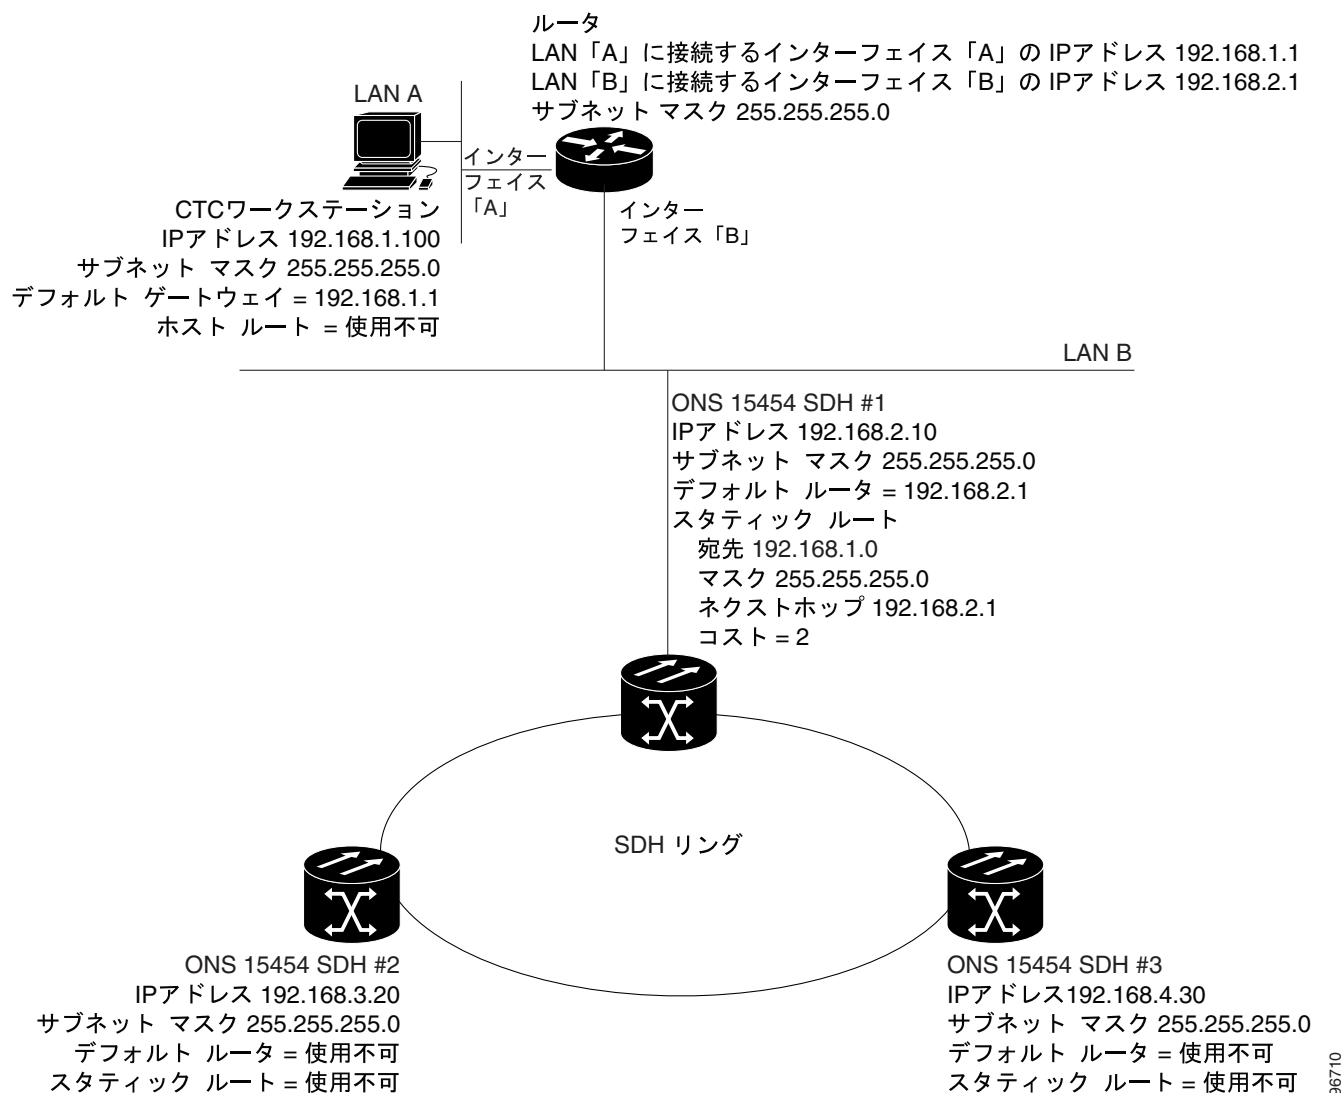 ルータ
LAN「A」に接続するインターフェイス「A」の IPアドレス 192.168.1.1
LAN「B」に接続するインターフェイス「B」の IPアドレス 192.168.2.1
サブネット マスク 255.255.255.0
LAN A
インター
フェイス
「A」
CTCワークステーション
IPアドレス 192.168.1.100
サブネット マスク 255.255.255.0
デフォルト ゲートウェイ = 192.168.1.1
ホスト ルート = 使用不可
インター
フェイス「B」
LAN B
ONS 15454 SDH #1
IPアドレス 192.168.2.10
サブネット マスク 255.255.255.0
デフォルト ルータ = 192.168.2.1
スタティック ルート
宛先 192.168.1.0
マスク 255.255.255.0
ネクストホップ 192.168.2.1
コスト = 2
SDH リング
ONS 15454 SDH #2
IPアドレス 192.168.3.20
サブネット マスク 255.255.255.0
デフォルト ルータ = 使用不可
スタティック ルート = 使用不可
ONS 15454 SDH #3
IPアドレス192.168.4.30
サブネット マスク 255.255.255.0
デフォルト ルータ = 使用不可
スタティック ルート = 使用不可
96710